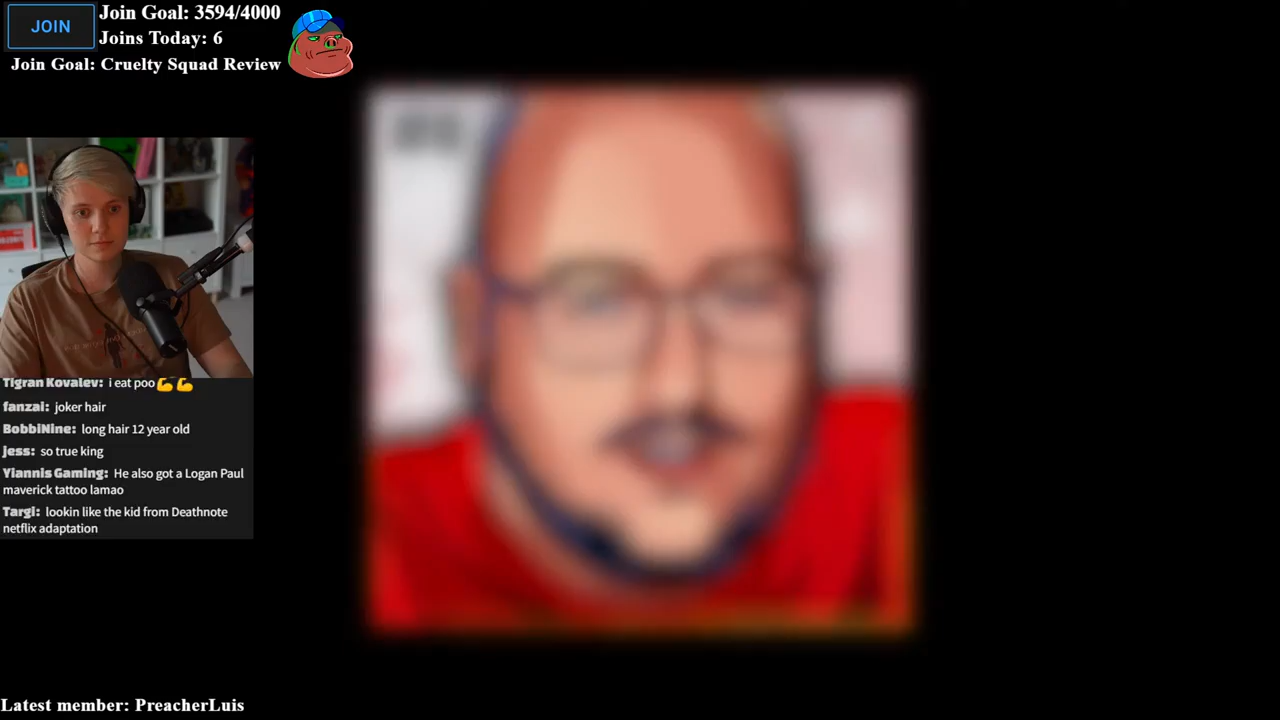 JOIN
Join Goal: 3594/4000
Joins Today: 6
Join Goal: Cruelty Squad Review
Tigran Kovalev: i eat poo💪💪
fanzai: joker hair
BobbiNine: long hair 12 year old
jess: so true king
Yiannis Gaming: He also got a Logan Paul
maverick tattoo lamao
Targi: lookin like the kid from Deathnote
netflix adaptation
Latest member: PreacherLuis